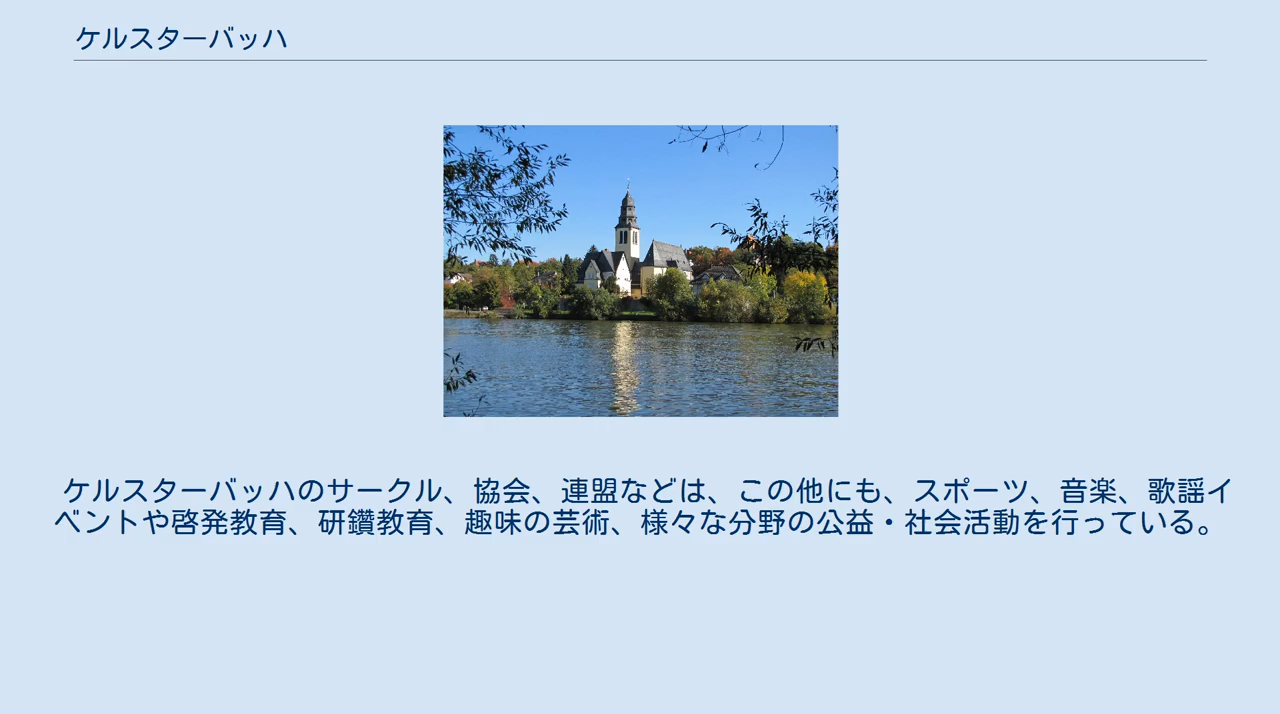 ケルスターバッハ
ケルスターバッハのサークル、協会、連盟などは、この他にも、スポーツ、音楽、歌謡イ
ベントや啓発教育、研鑽教育、趣味の芸術、様々な分野の公益・社会活動を行っている。